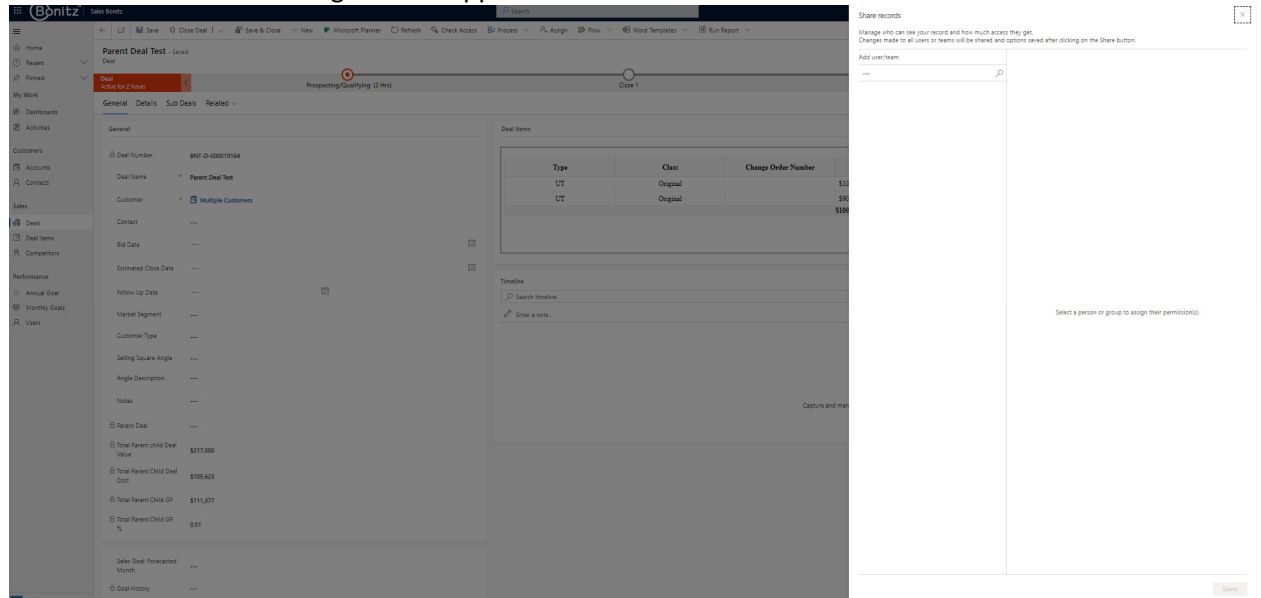 Bonitz Sales Bonitz
Search
Save Close Deal Save & Close New Microsoft Planner Refresh Check Access Process Assign Flow Word Templates Run Report
Home
Recent
Pinned
My Work
Dashboards
Activities
Customers
Accounts
Contacts
Sales
Deals
Deal Items
Competitors
Performance
Annual Goal
Monthly Goals
Users
Parent Deal Test - Saved
Deal
Deal
Active for 2 hours
Prospecting/Qualifying (2 Hrs)
Close 1
General Details Sub Deals Related
General
Deal Number BNT-D-000019164
Deal Name * Parent Deal Test
Customer * Multiple Customers
Contact ---
Bid Date ---
Estimated Close Date ---
Follow Up Date ---
Market Segment ---
Customer Type ---
Selling Square Angle ---
Angle Description ---
Notes ---
Parent Deal ---
Total Parent child Deal Value $217,000
Total Parent Child Deal Cost $105,623
Total Parent Child GP $111,377
Total Parent Child GP % 0.51
Sales Goal: Forecasted Month ---
Goal History ---
Deal Items
Type Class Change Order Number
UT Original $10
UT Original $90
$100
Timeline
Search timeline
Enter a note...
Capture and man
Share records
Manage who can see your record and how much access they get.
Changes made to all users or teams will be shared and options saved after clicking on the Share button.
Add user/team
---
Select a person or group to assign their permission(s)
Share